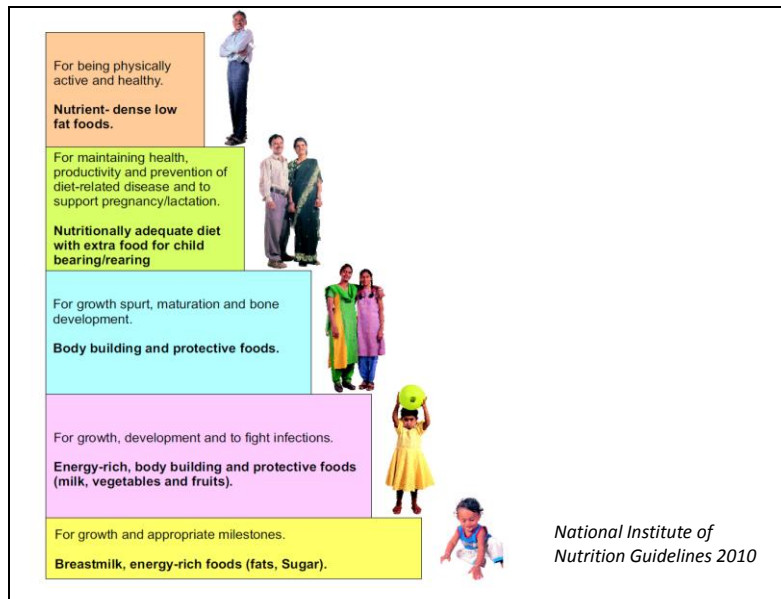 For being physically
active and healthy.
Nutrient- dense low
fat foods.
For maintaining health,
productivity and prevention of
diet-related disease and to
support pregnancy/lactation.
Nutritionally adequate diet
with extra food for child
bearing/rearing
For growth spurt, maturation and bone
development.
Body building and protective foods.
For growth, development and to fight infections.
Energy-rich, body building and protective foods
(milk, vegetables and fruits).
For growth and appropriate milestones.
Breastmilk, energy-rich foods (fats, Sugar).
National Institute of
Nutrition Guidelines 2010